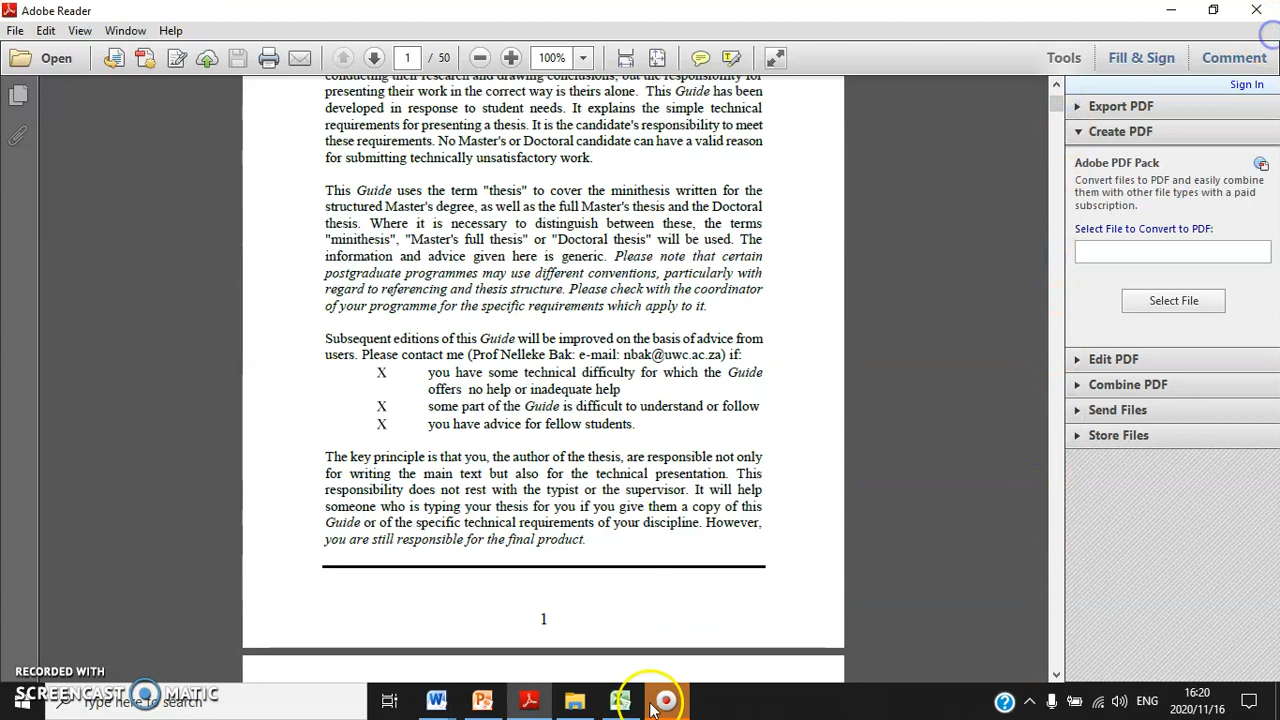 Adobe Reader
File Edit View Window Help
Open 1 / 50 100% Tools Fill & Sign Comment
Sign In
Export PDF
Create PDF
Adobe PDF Pack
Convert files to PDF and easily combine
them with other file types with a paid
subscription.
Select File to Convert to PDF:
Select File
Edit PDF
Combine PDF
Send Files
Store Files
conducting their research and drawing conclusions, but the responsibility for
presenting their work in the correct way is theirs alone. This Guide has been
developed in response to student needs. It explains the simple technical
requirements for presenting a thesis. It is the candidate's responsibility to meet
these requirements. No Master's or Doctoral candidate can have a valid reason
for submitting technically unsatisfactory work.
This Guide uses the term "thesis" to cover the minithesis written for the
structured Master's degree, as well as the full Master's thesis and the Doctoral
thesis. Where it is necessary to distinguish between these, the terms
"minithesis", "Master's full thesis" or "Doctoral thesis" will be used. The
information and advice given here is generic. Please note that certain
postgraduate programmes may use different conventions, particularly with
regard to referencing and thesis structure. Please check with the coordinator
of your programme for the specific requirements which apply to it.
Subsequent editions of this Guide will be improved on the basis of advice from
users. Please contact me (Prof Nelleke Bak: e-mail: nbak@uwc.ac.za) if:
X you have some technical difficulty for which the Guide
offers no help or inadequate help
X some part of the Guide is difficult to understand or follow
X you have advice for fellow students.
The key principle is that you, the author of the thesis, are responsible not only
for writing the main text but also for the technical presentation. This
responsibility does not rest with the typist or the supervisor. It will help
someone who is typing your thesis for you if you give them a copy of this
Guide or of the specific technical requirements of your discipline. However,
you are still responsible for the final product.
1
RECORDED WITH
SCREENCAST MATIC
Type here to search
ENG
16:20
2020/11/16